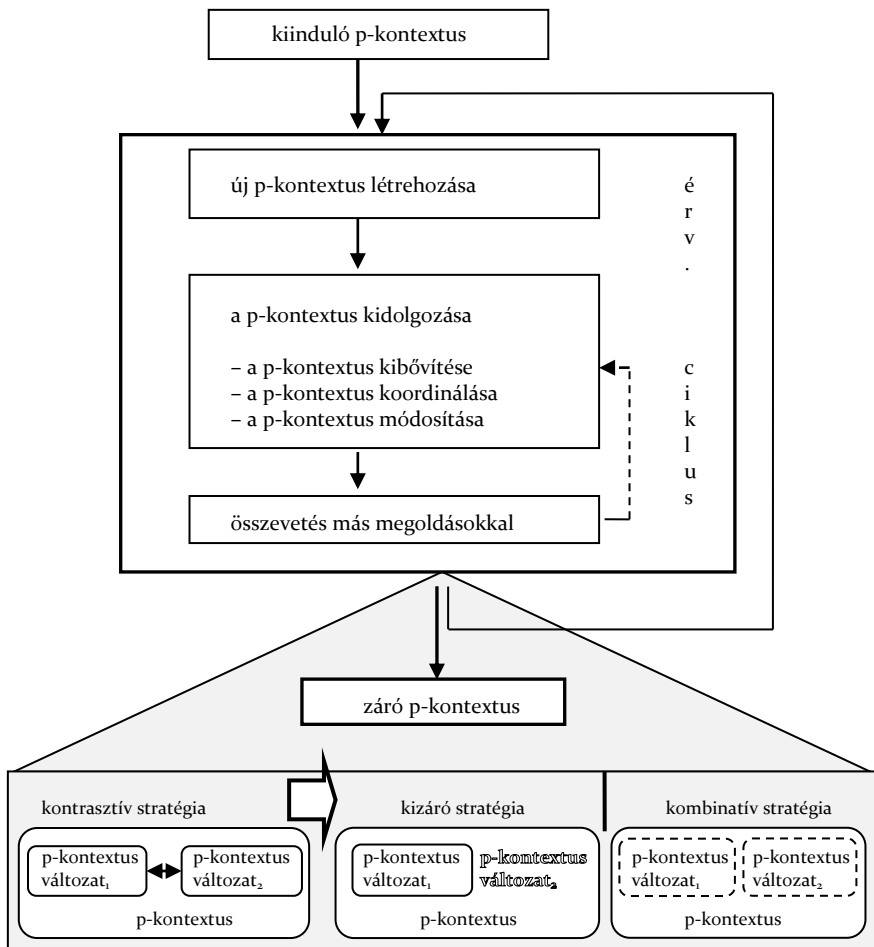 kiinduló p-kontextus
új p-kontextus létrehozása
érv. ciklus
a p-kontextus kidolgozása
– a p-kontextus kibővítése
– a p-kontextus koordinálása
– a p-kontextus módosítása
összevetés más megoldásokkal
záró p-kontextus
kontrasztív stratégia
p-kontextus
változat₁
p-kontextus
változat₂
p-kontextus
kizáró stratégia
p-kontextus
változat₁
p-kontextus
változat₂
p-kontextus
kombinatív stratégia
p-kontextus
változat₁
p-kontextus
változat₂
p-kontextus